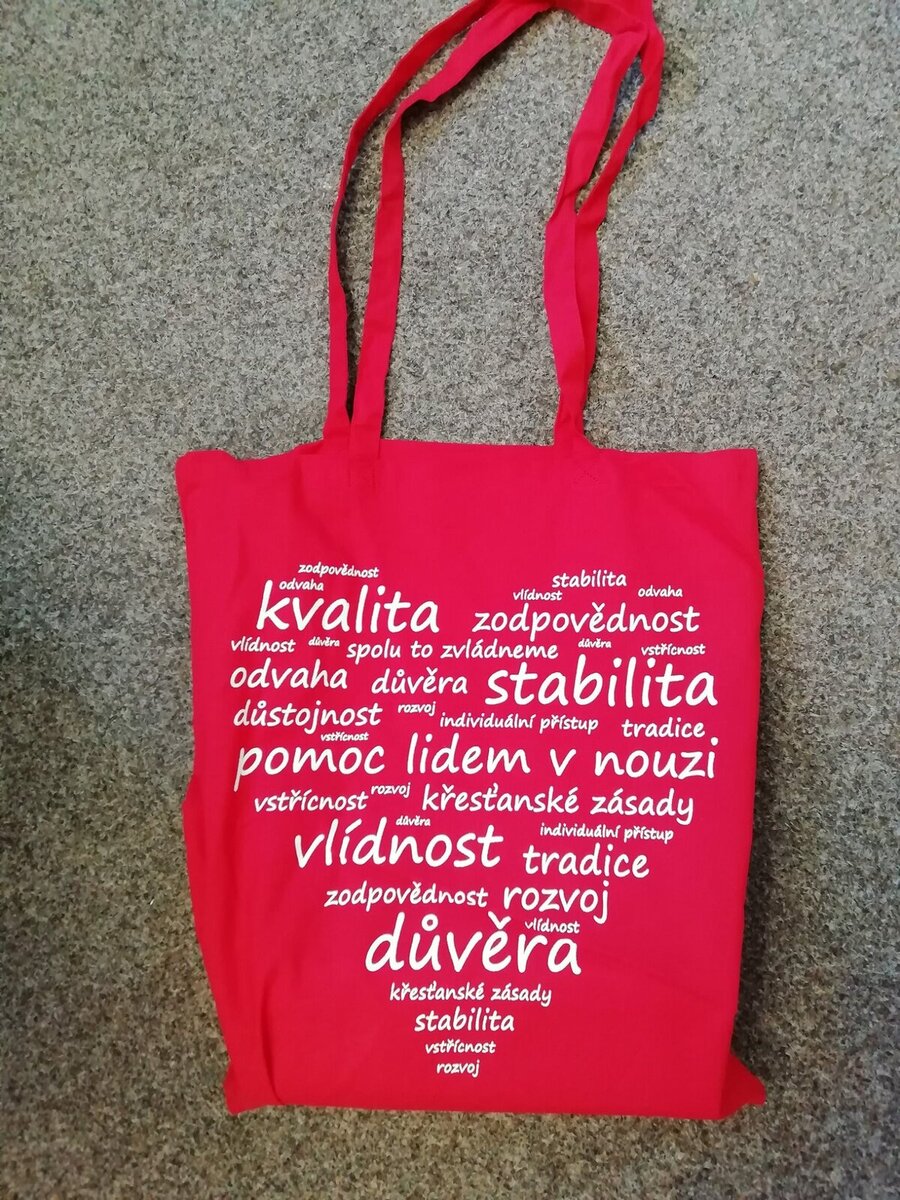 zodpovědnost
odvaha stabilita
vlídnost odvaha
kvalita zodpovědnost
vlídnost důvěra spolu to zvládneme důvěra vstřícnost
odvaha důvěra stabilita
důstojnost rozvoj individuální přístup tradice
vstřícnost
pomoc lidem v nouzi
vstřícnost rozvoj křesťanské zásady
důvěra individuální přístup
vlídnost tradice
zodpovědnost rozvoj
vlídnost
důvěra
křesťanské zásady
stabilita
vstřícnost
rozvoj